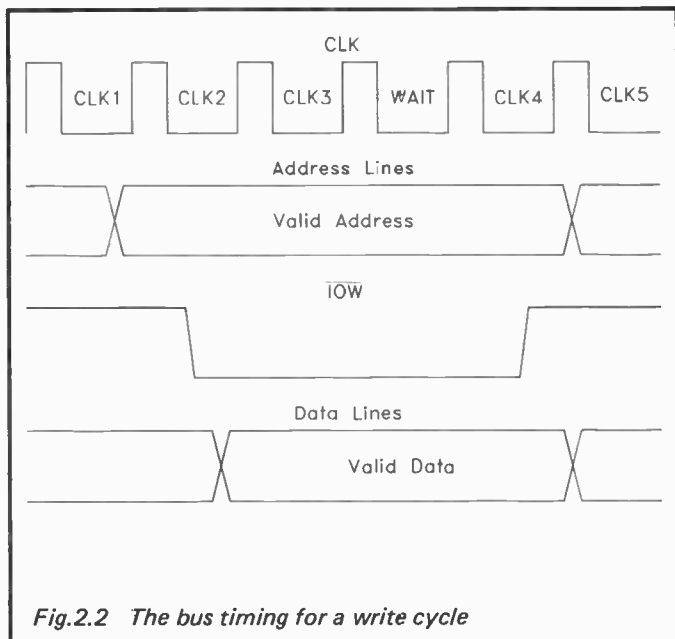 CLK
CLK1 CLK2 CLK3 WAIT CLK4 CLK5
Address Lines
Valid Address
IOW
Data Lines
Valid Data
Fig.2.2 The bus timing for a write cycle